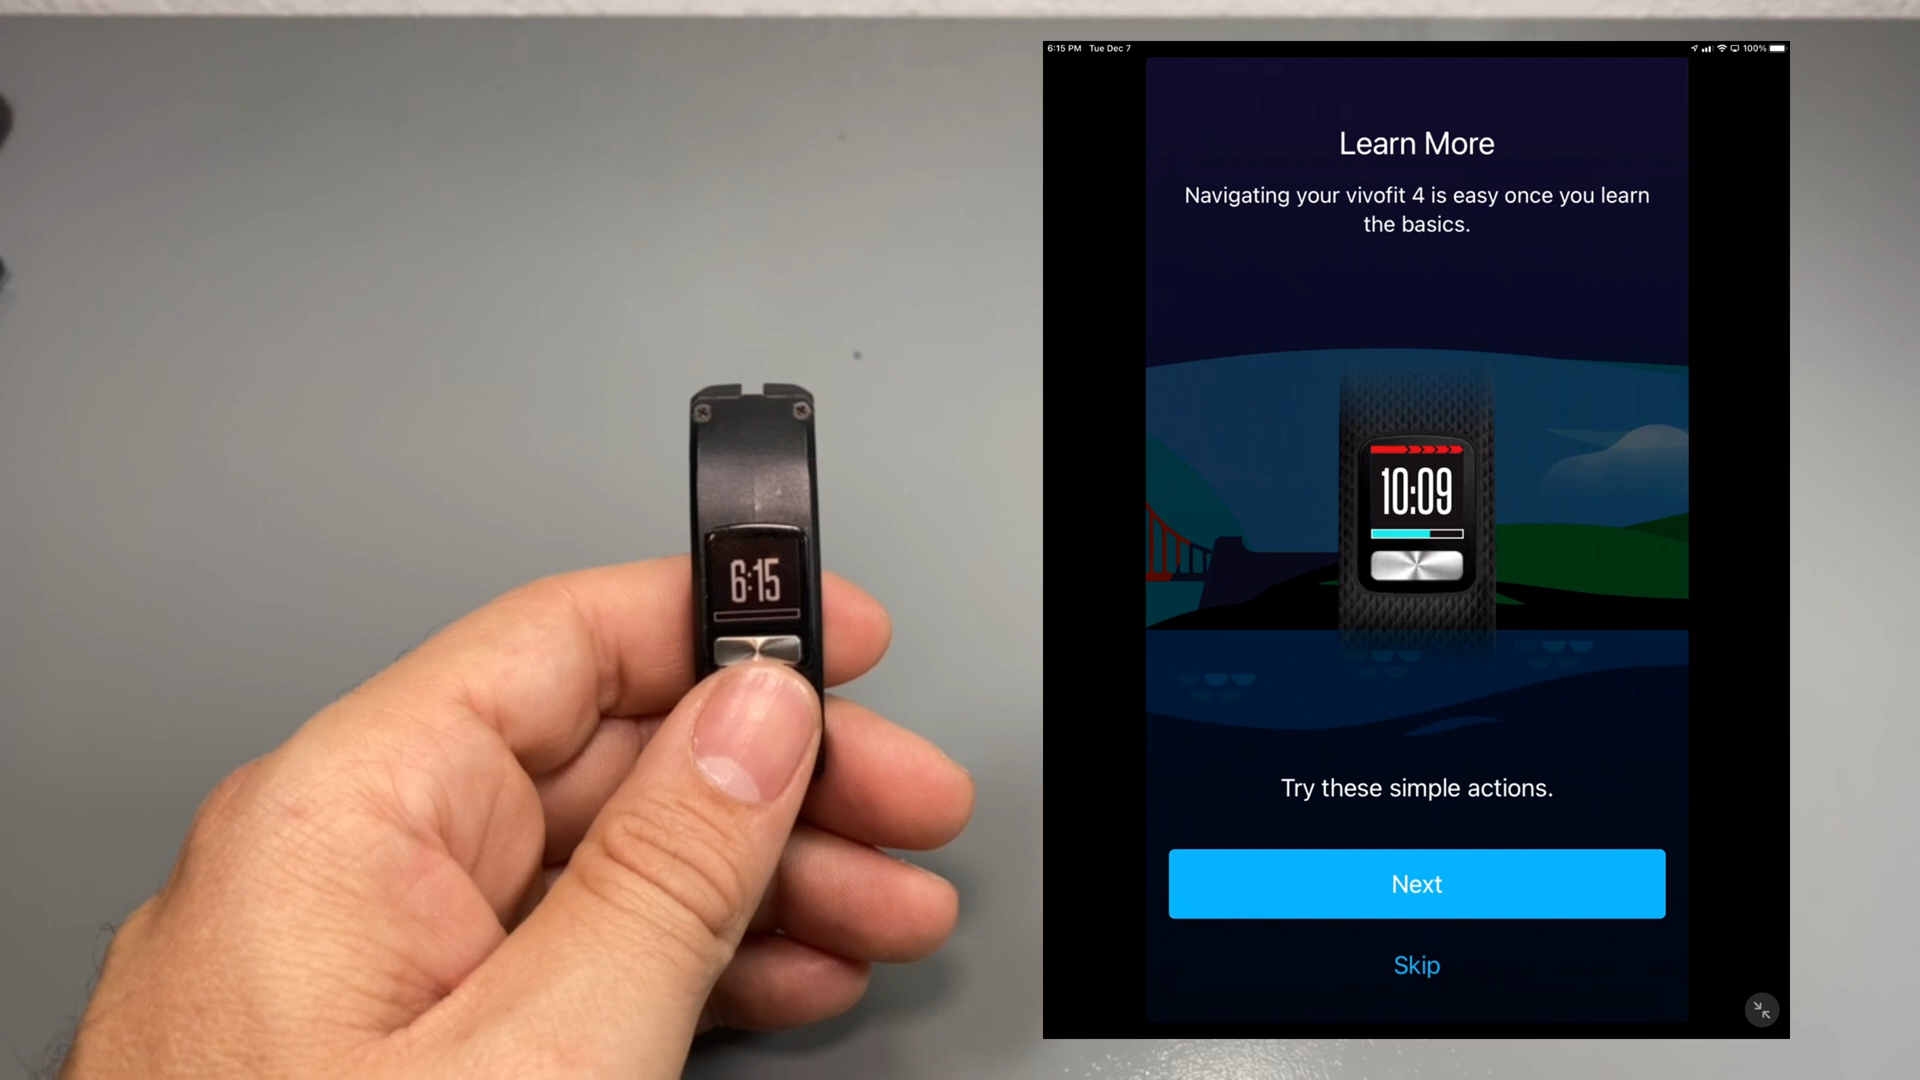 6:15 PM Tue Dec 7
100%
Learn More
Navigating your vivofit 4 is easy once you learn
the basics.
10:09
6:15
Try these simple actions.
Next
Skip